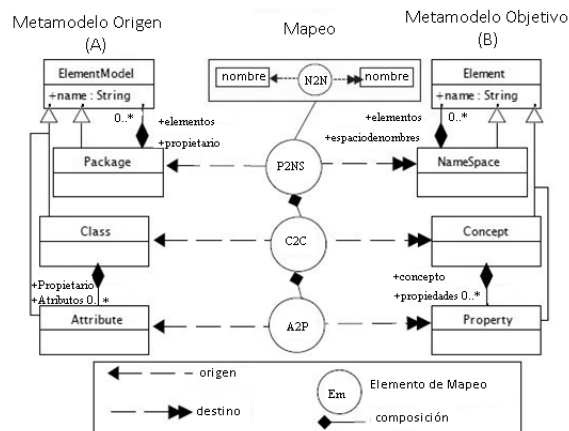 Metamodelo Origen
(A)
Mapeo
Metamodelo Objetivo
(B)
ElementModel
+name : String
nombre
N2N
nombre
Element
+name : String
0..*
+elementos
+propietario
+elementos
0..*
+espaciodenombres
Package
P2NS
NameSpace
Class
C2C
Concept
+Propietario
+Atributos 0..*
+concepto
+propiedades 0..*
Attribute
A2P
Property
origen
destino
Em
Elemento de Mapeo
composición